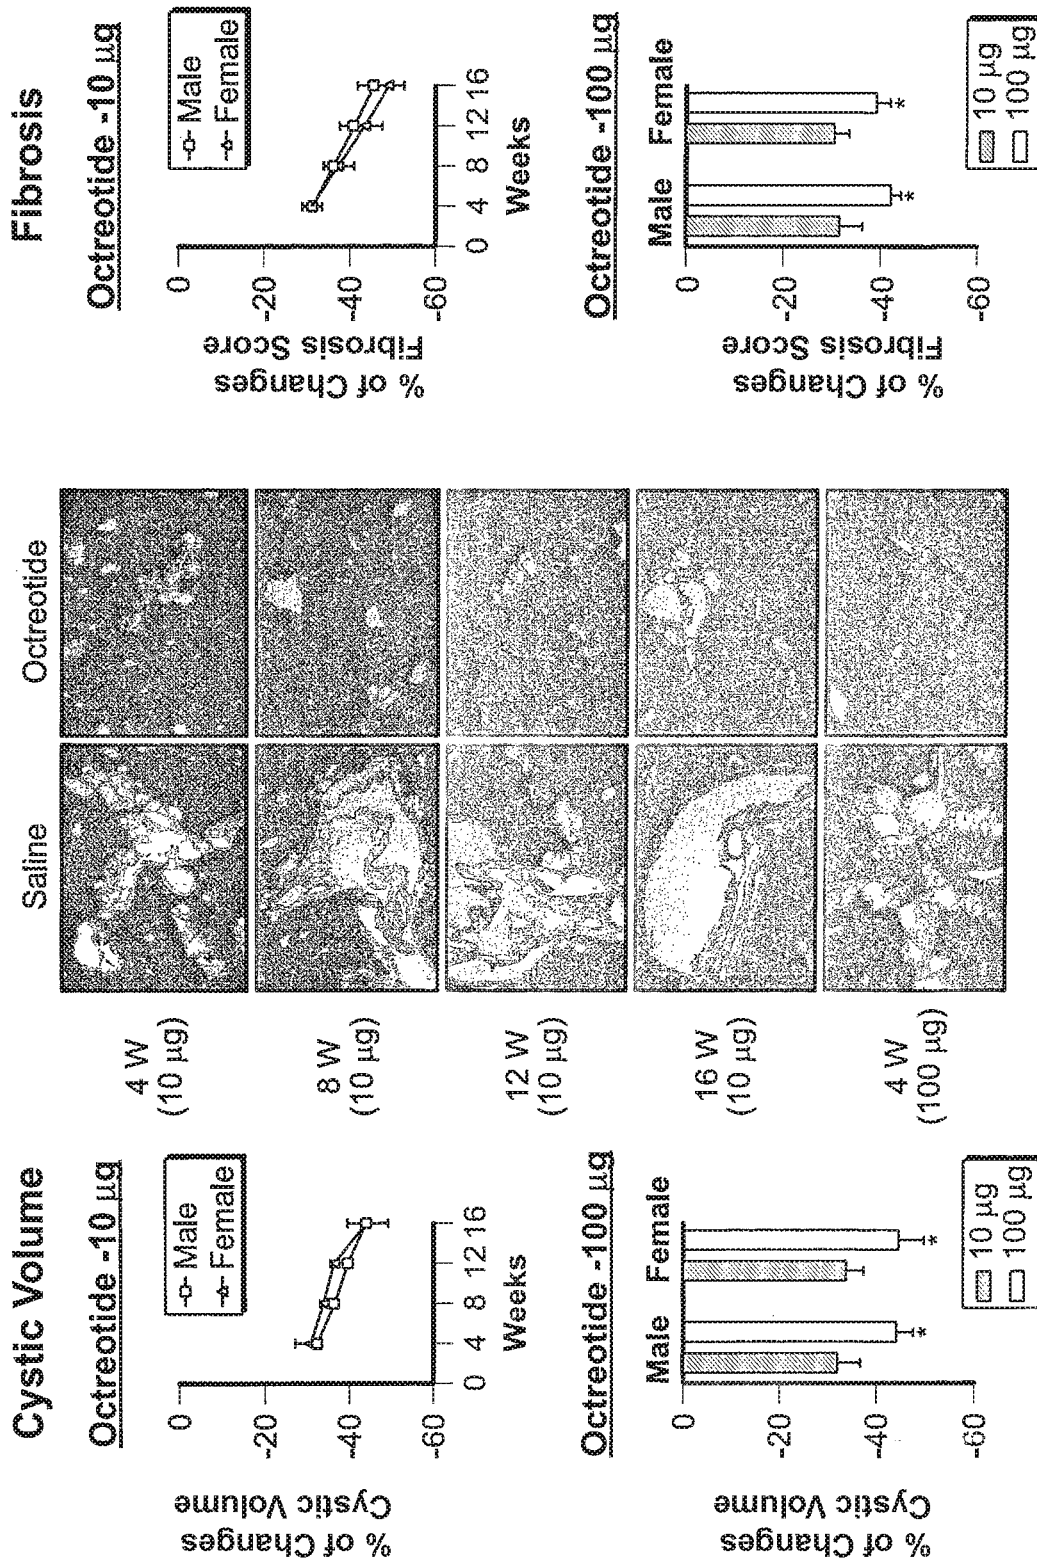 Cystic Volume
Octreotide -10 µg
Male
Female
% of Changes
Cystic Volume
0
-20
-40
-60
0 4 8 12 16
Weeks
Octreotide -100 µg
Male Female
% of Changes
Cystic Volume
0
-20
-40
-60
*
*
10 µg
100 µg
Saline Octreotide
4 W
(10 µg)
8 W
(10 µg)
12 W
(10 µg)
16 W
(10 µg)
4 W
(100 µg)
Fibrosis
Octreotide -10 µg
Male
Female
% of Changes
Fibrosis Score
0
-20
-40
-60
0 4 8 12 16
Weeks
Octreotide -100 µg
Male Female
% of Changes
Fibrosis Score
0
-20
-40
-60
*
*
10 µg
100 µg